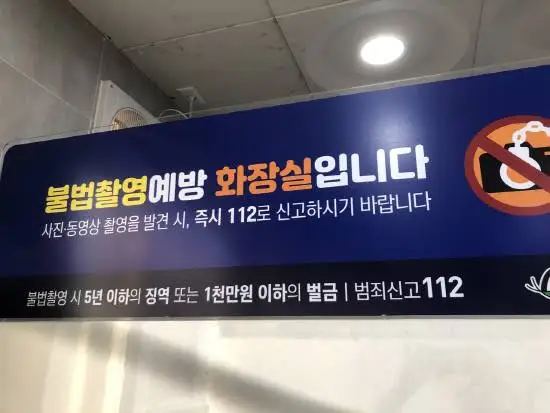 불법촬영예방 화장실입니다
사진·동영상 촬영을 발견 시, 즉시 112로 신고하시기 바랍니다
불법촬영 시 5년 이하의 징역 또는 1천만원 이하의 벌금 | 범죄신고 112